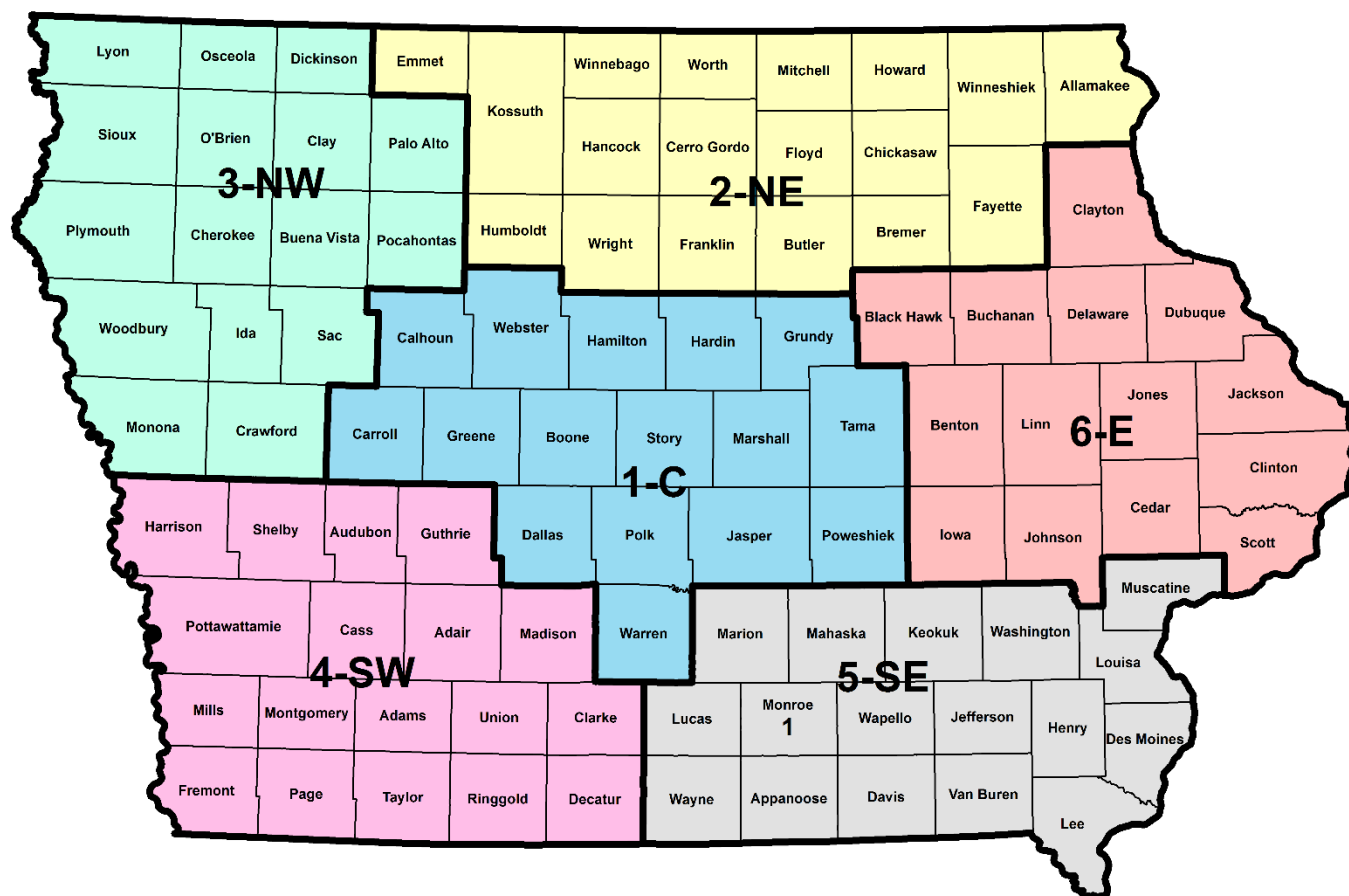 Lyon
Osceola
Dickinson
Emmet
Kossuth
Winnebago
Worth
Mitchell
Howard
Winneshiek
Allamakee
Sioux
O'Brien
Clay
Palo Alto
Hancock
Cerro Gordo
Floyd
Chickasaw
3-NW
2-NE
Plymouth
Cherokee
Buena Vista
Pocahontas
Humboldt
Wright
Franklin
Butler
Bremer
Fayette
Clayton
Woodbury
Ida
Sac
Calhoun
Webster
Hamilton
Hardin
Grundy
Black Hawk
Buchanan
Delaware
Dubuque
Monona
Crawford
Carroll
Greene
Boone
Story
Marshall
Tama
Benton
Linn
Jones
Jackson
1-C
6-E
Harrison
Shelby
Audubon
Guthrie
Dallas
Polk
Jasper
Poweshiek
Iowa
Johnson
Cedar
Clinton
Scott
Muscatine
Pottawattamie
Cass
Adair
Madison
Warren
Marion
Mahaska
Keokuk
Washington
Louisa
4-SW
5-SE
Mills
Montgomery
Adams
Union
Clarke
Lucas
Monroe
1
Wapello
Jefferson
Henry
Des Moines
Fremont
Page
Taylor
Ringgold
Decatur
Wayne
Appanoose
Davis
Van Buren
Lee